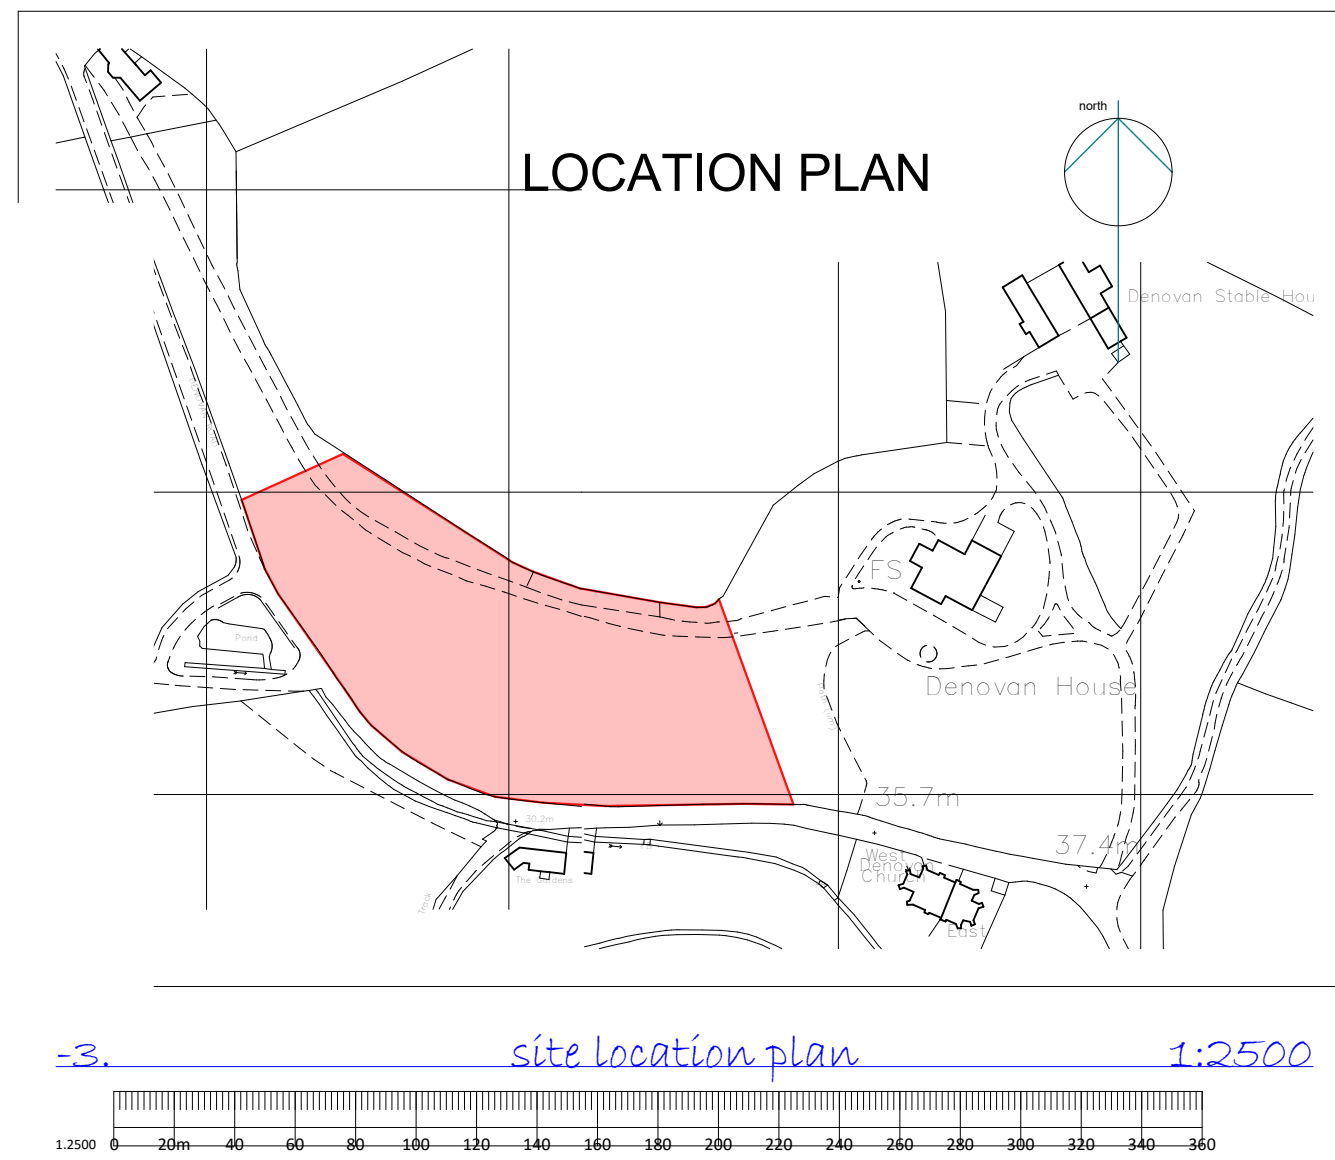 north
LOCATION PLAN
Denovan Stable Hou
Pond
FS
Denovan House
Path (um)
35.7m
30.2m
37.4m
West
Denovan
Church
The Gardens
Track
East
-3. site location plan 1:2500
1.2500 0 20m 40 60 80 100 120 140 160 180 200 220 240 260 280 300 320 340 360